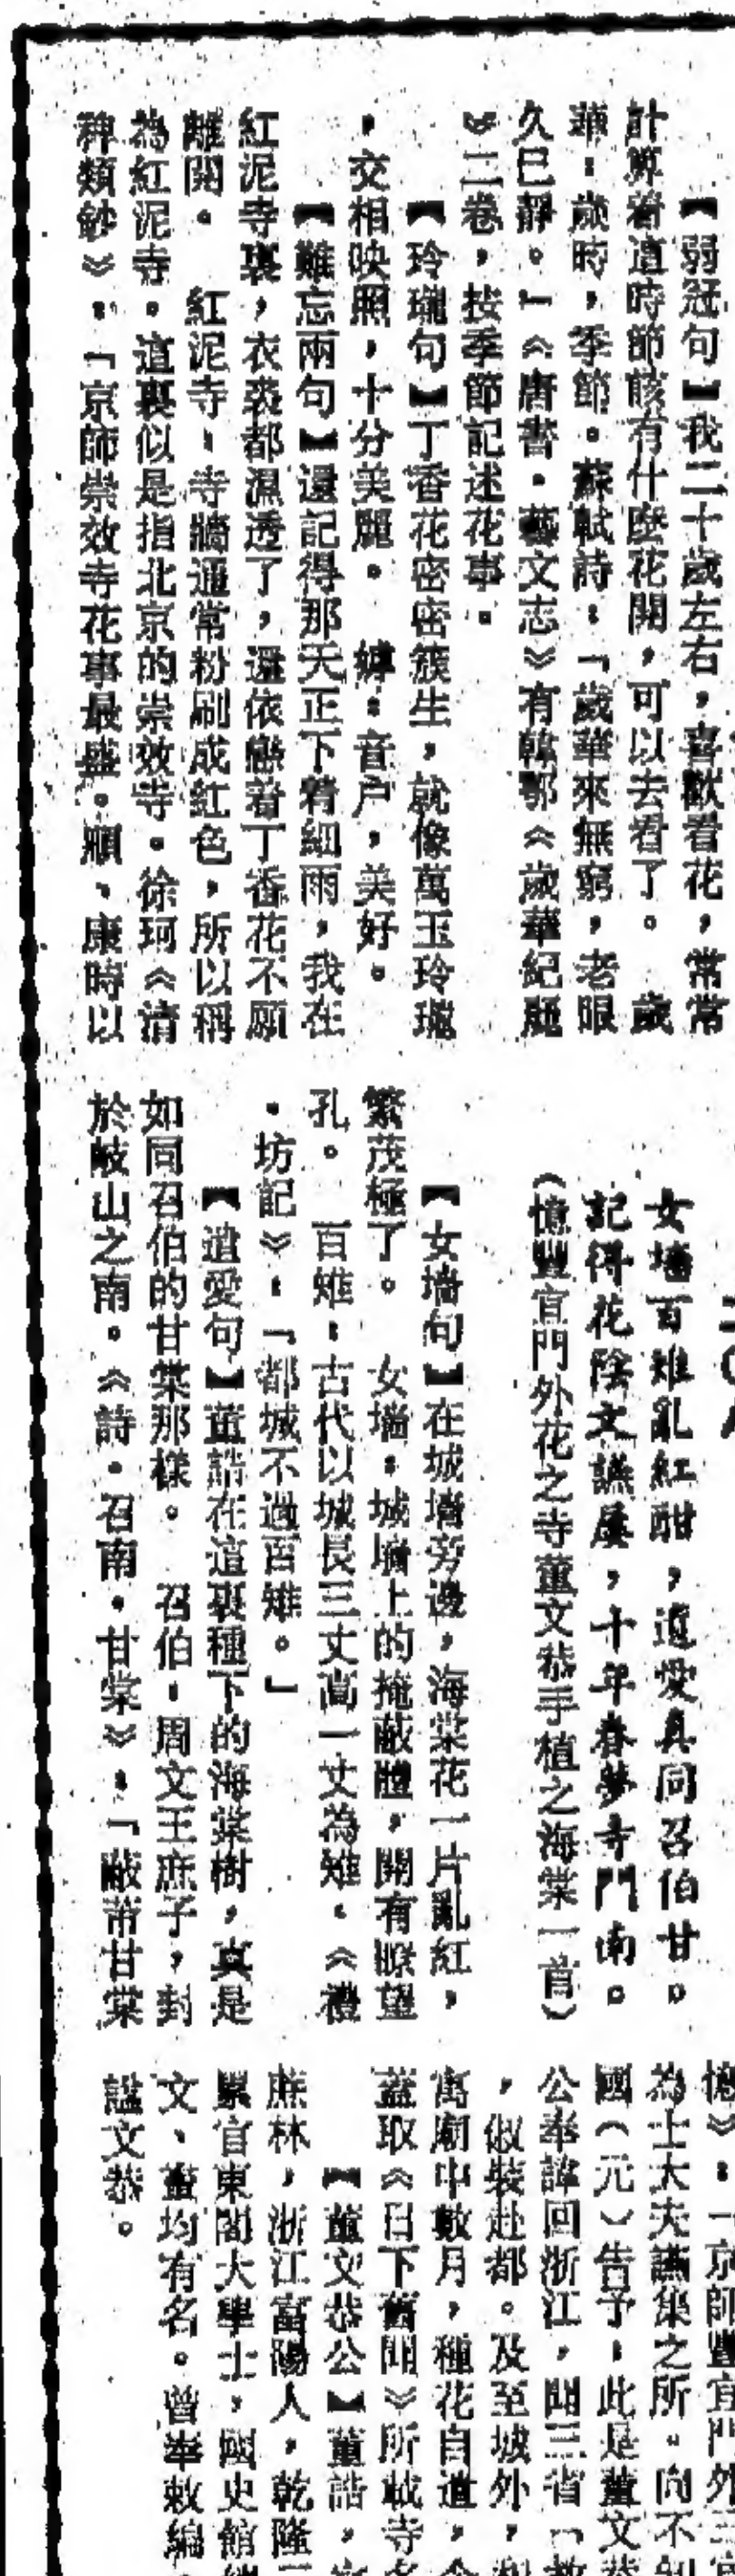 【弱冠句】我二十歲左右，喜歡看花，常常
計算着這時節該有什麼花開，可以去看了。　歲
華：歲時，季節。蘇軾詩：「歲華來無窮，老眼
久已靜。」《唐書·藝文志》有韓鄂《歲華紀麗
》二卷，按季節記述花事。
【玲瓏句】丁香花密密簇生，就像萬玉玲瓏
，交相映照，十分美麗。　嫭：音户，美好。
【難忘兩句】還記得那天正下着細雨，我在
紅泥寺裏，衣裘都濕透了，還依戀着丁香花不願
離開。　紅泥寺：寺牆通常粉刷成紅色，所以稱
為紅泥寺。這裏似是指北京的崇效寺。徐珂《清
稗類鈔》：「京師崇效寺花事最盛。順、康時以
女墻百雉亂紅酣，遺愛真同召伯甘。
記得花陰文讌屢，十年春夢寺門南。
（憶豐宜門外花之寺董文恭手植之海棠一首）
【女墻句】在城墻旁邊，海棠花一片亂紅，
繁茂極了。　女墻：城墻上的掩蔽體，開有瞭望
孔。　百雉：古代以城長三丈高一丈為雉。《禮
·坊記》：「都城不過百雉。」
【遺愛句】董誥在這裏種下的海棠樹，真是
如同召伯的甘棠那樣。　召伯：周文王庶子，封
於岐山之南。《詩·召南·甘棠》：「蔽芾甘棠
憶》：「京師豐宜門外三官
為士大夫讌集之所。向不知
國（元）告予：此是董文恭
公奉諱回浙江，聞三省「教
，俶裝赴都。及至城外，
寓廟中數月，種花自遣，今
蓋取《日下舊聞》所載寺名
【董文恭公】董誥，字
蔗林，浙江富陽人，乾隆
累官東閣大學士，國史館總
文、董均有名。曾奉敕編
謚文恭。